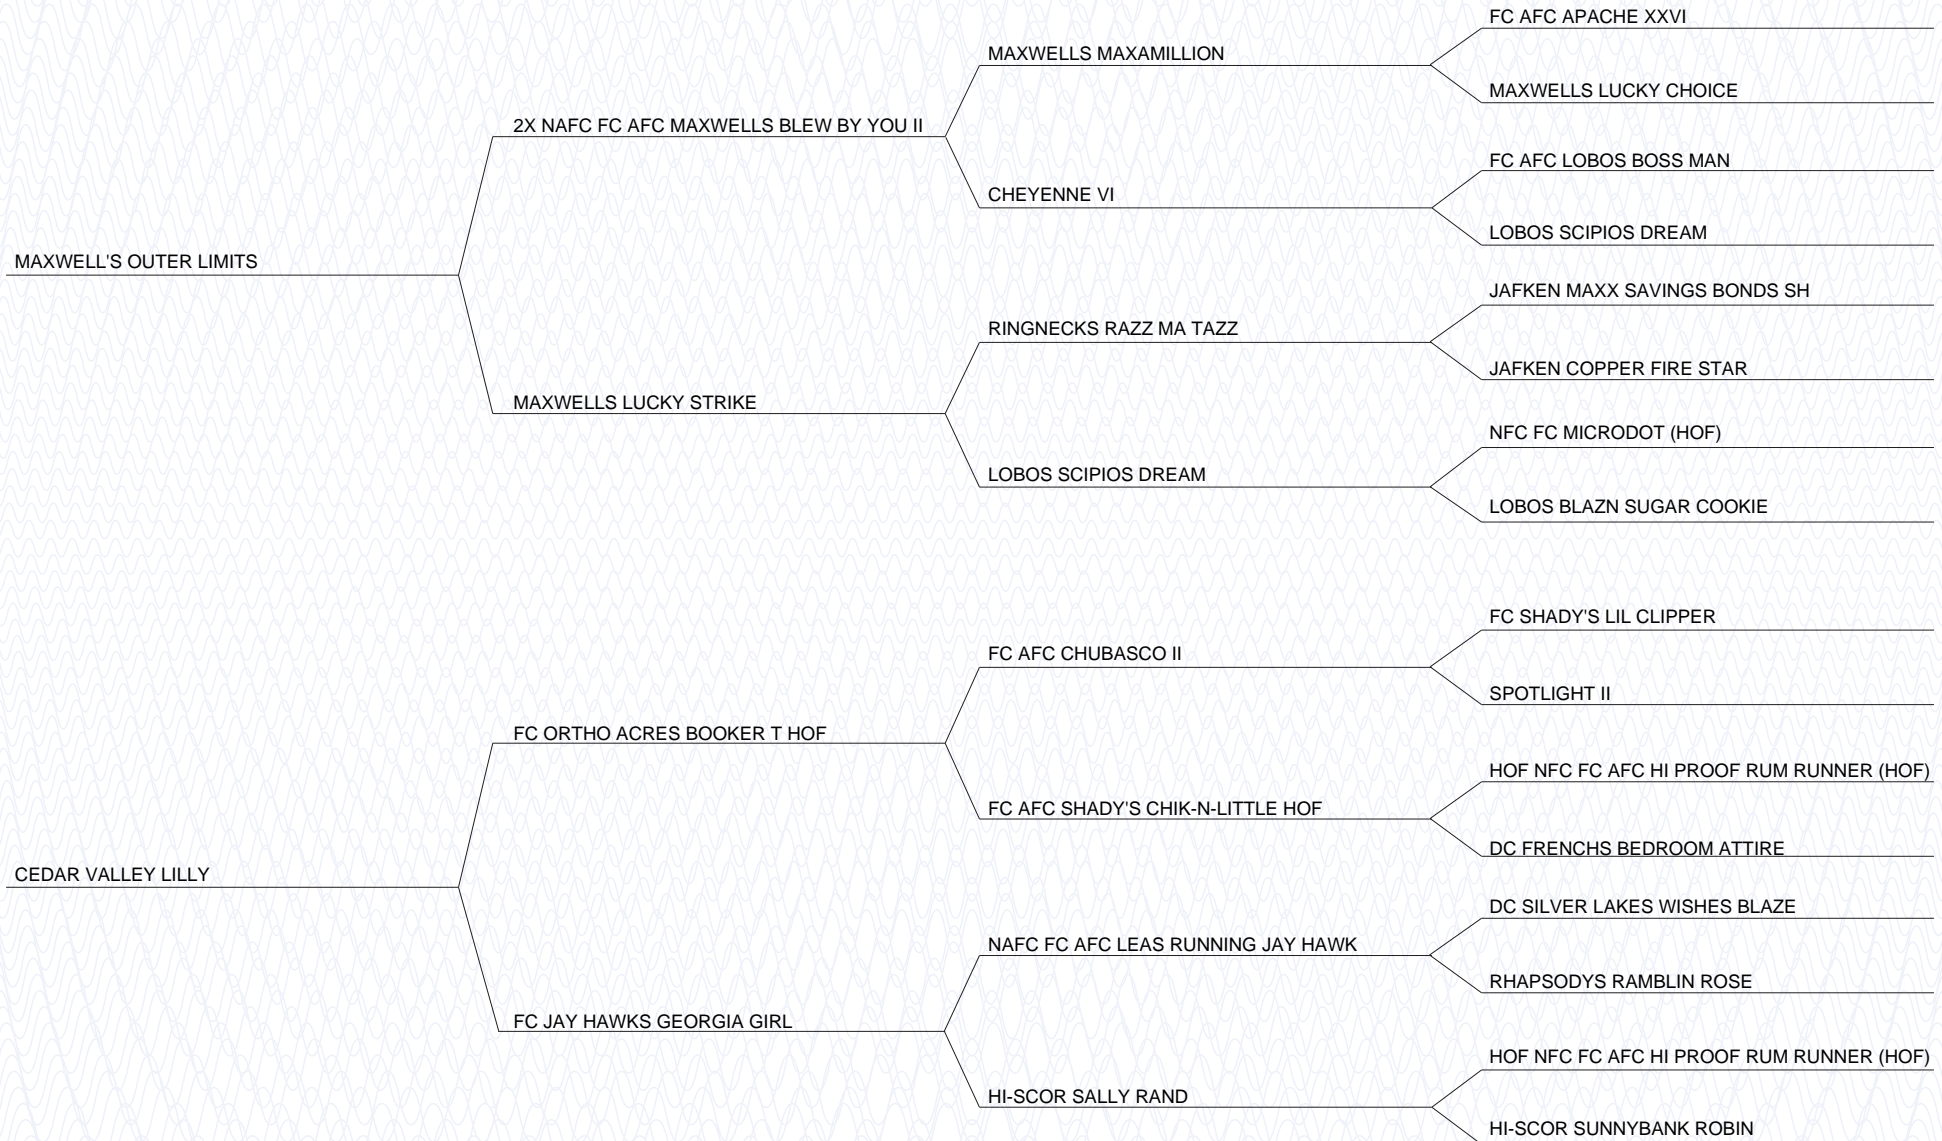 FC AFC APACHE XXVI
MAXWELLS MAXAMILLION
MAXWELLS LUCKY CHOICE
2X NAFC FC AFC MAXWELLS BLEW BY YOU II
FC AFC LOBOS BOSS MAN
CHEYENNE VI
LOBOS SCIPIOS DREAM
MAXWELL'S OUTER LIMITS
JAFKEN MAXX SAVINGS BONDS SH
RINGNECKS RAZZ MA TAZZ
JAFKEN COPPER FIRE STAR
MAXWELLS LUCKY STRIKE
NFC FC MICRODOT (HOF)
LOBOS SCIPIOS DREAM
LOBOS BLAZN SUGAR COOKIE
FC SHADY'S LIL CLIPPER
FC AFC CHUBASCO II
SPOTLIGHT II
FC ORTHO ACRES BOOKER T HOF
HOF NFC FC AFC HI PROOF RUM RUNNER (HOF)
FC AFC SHADY'S CHIK-N-LITTLE HOF
DC FRENCHS BEDROOM ATTIRE
CEDAR VALLEY LILLY
DC SILVER LAKES WISHES BLAZE
NAFC FC AFC LEAS RUNNING JAY HAWK
RHAPSODYS RAMBLIN ROSE
FC JAY HAWKS GEORGIA GIRL
HOF NFC FC AFC HI PROOF RUM RUNNER (HOF)
HI-SCOR SALLY RAND
HI-SCOR SUNNYBANK ROBIN